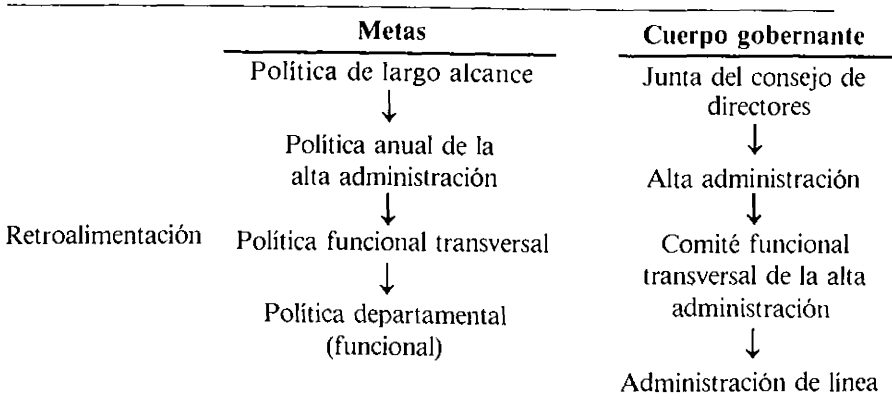 Metas
Política de largo alcance
Política anual de la
alta administración
Retroalimentación
Política funcional transversal
Política departamental
(funcional)
Cuerpo gobernante
Junta del consejo de
directores
Alta administración
Comité funcional
transversal de la alta
administración
Administración de línea